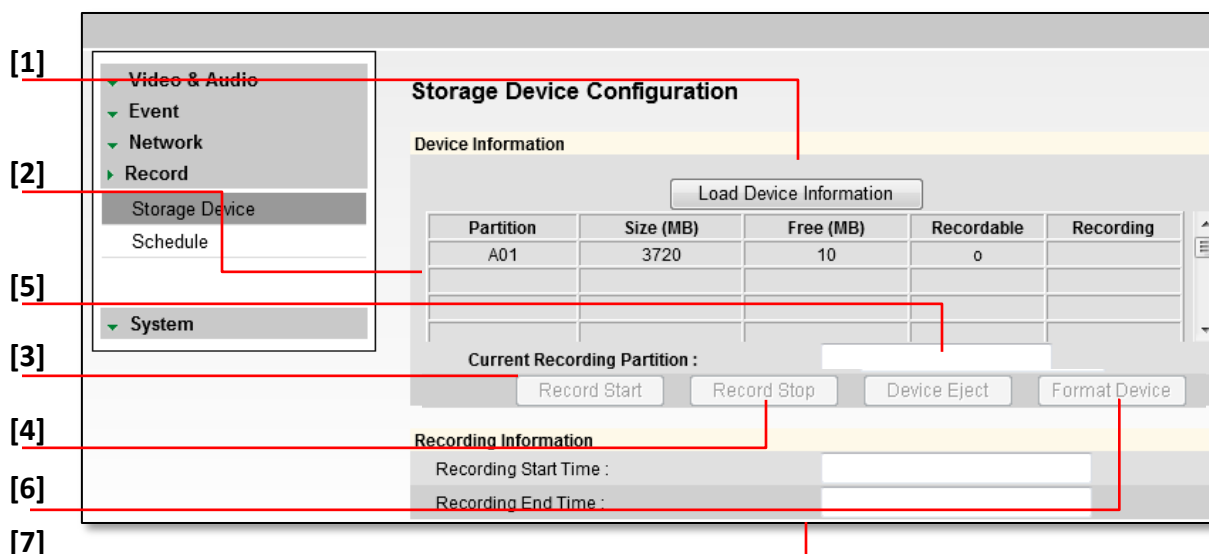 [1]
[2]
[5]
[3]
[4]
[6]
[7]
Video & Audio
Event
Network
Record
Storage Device
Schedule
System
Storage Device Configuration
Device Information
Load Device Information
Partition Size (MB) Free (MB) Recordable Recording
A01 3720 10 o
Current Recording Partition :
Record Start Record Stop Device Eject Format Device
Recording Information
Recording Start Time :
Recording End Time :